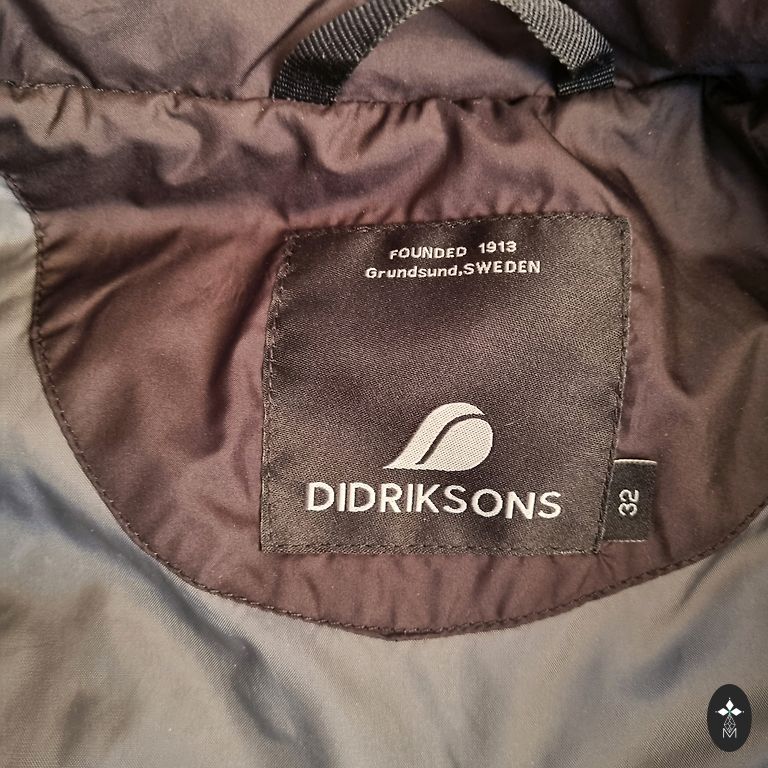 FOUNDED 1913
Grundsund,SWEDEN
DIDRIKSONS
32
M